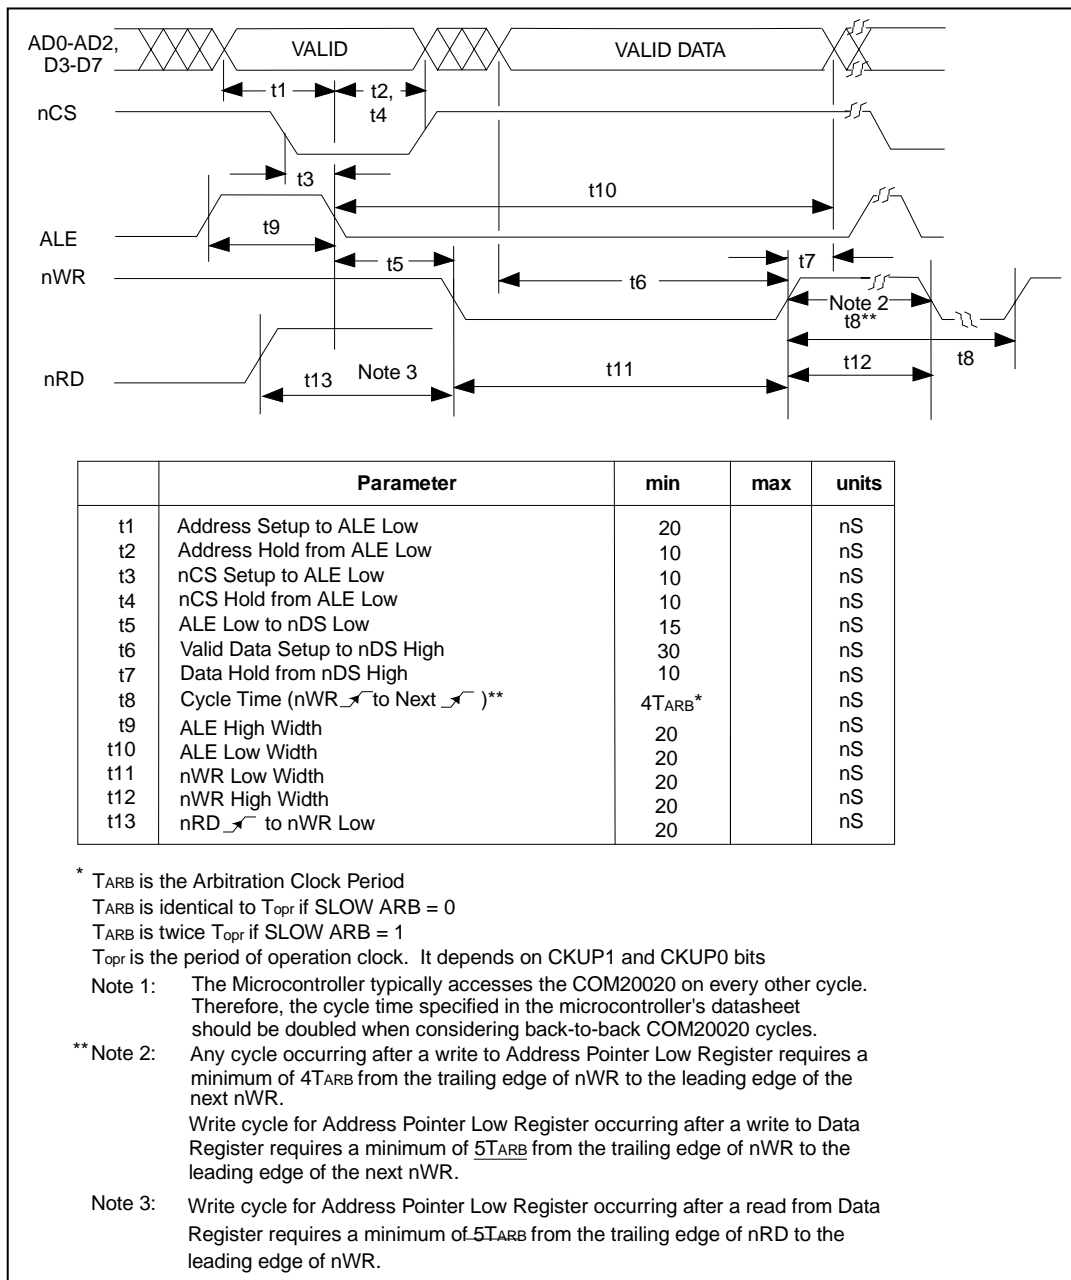 AD0-AD2,
D3-D7
VALID
VALID DATA
t1
t2,
t4
nCS
t3
t10
ALE
t9
nWR
t5
t7
t6
Note 2
t8**
t8
nRD
t13
Note 3
t11
t12
Parameter min max units
t1 Address Setup to ALE Low 20 nS
t2 Address Hold from ALE Low 10 nS
t3 nCS Setup to ALE Low 10 nS
t4 nCS Hold from ALE Low 10 nS
t5 ALE Low to nDS Low 15 nS
t6 Valid Data Setup to nDS High 30 nS
t7 Data Hold from nDS High 10 nS
t8 Cycle Time (nWR to Next )** 4TARB* nS
t9 ALE High Width 20 nS
t10 ALE Low Width 20 nS
t11 nWR Low Width 20 nS
t12 nWR High Width 20 nS
t13 nRD to nWR Low 20 nS
* TARB is the Arbitration Clock Period
TARB is identical to Topr if SLOW ARB = 0
TARB is twice Topr if SLOW ARB = 1
Topr is the period of operation clock. It depends on CKUP1 and CKUP0 bits
Note 1: The Microcontroller typically accesses the COM20020 on every other cycle.
Therefore, the cycle time specified in the microcontroller's datasheet
should be doubled when considering back-to-back COM20020 cycles.
**Note 2: Any cycle occurring after a write to Address Pointer Low Register requires a
minimum of 4TARB from the trailing edge of nWR to the leading edge of the
next nWR.
Write cycle for Address Pointer Low Register occurring after a write to Data
Register requires a minimum of 5TARB from the trailing edge of nWR to the
leading edge of the next nWR.
Note 3: Write cycle for Address Pointer Low Register occurring after a read from Data
Register requires a minimum of 5TARB from the trailing edge of nRD to the
leading edge of nWR.